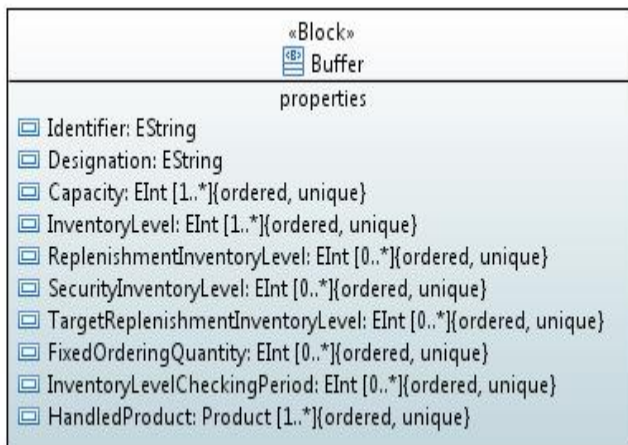 «Block»
Buffer
properties
Identifier: EString
Designation: EString
Capacity: EInt [1..*]{ordered, unique}
InventoryLevel: EInt [1..*]{ordered, unique}
ReplenishmentInventoryLevel: EInt [0..*]{ordered, unique}
SecurityInventoryLevel: EInt [0..*]{ordered, unique}
TargetReplenishmentInventoryLevel: EInt [0..*]{ordered, unique}
FixedOrderingQuantity: EInt [0..*]{ordered, unique}
InventoryLevelCheckingPeriod: EInt [0..*]{ordered, unique}
HandledProduct: Product [1..*]{ordered, unique}